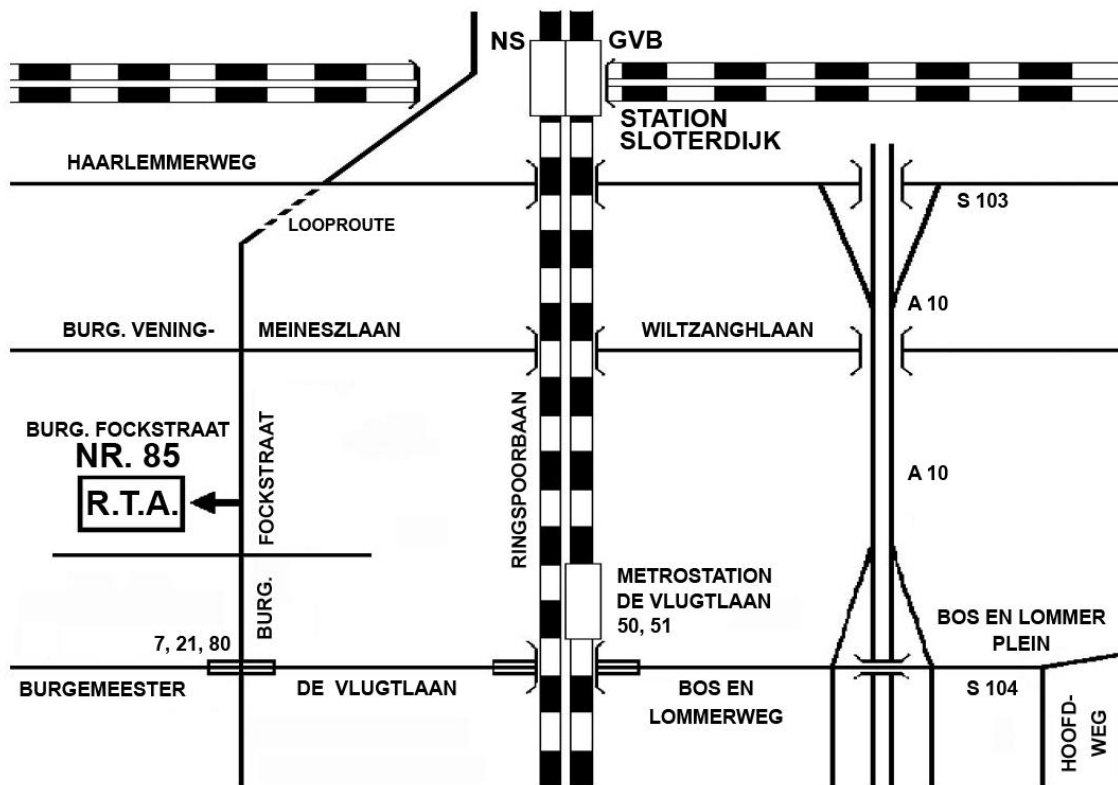 NS GVB
STATION
SLOTERDIJK
HAARLEMMERWEG
S 103
LOOPROUTE
A 10
BURG. VENING- MEINESZLAAN WILTZANGHLAAN
BURG. FOCKSTRAAT
NR. 85
R.T.A.
BURG. FOCKSTRAAT
RINGSPOORBAAN
A 10
METROSTATION
DE VLUGTLAAN
50, 51
BOS EN LOMMER
PLEIN
7, 21, 80
BURGEMEESTER DE VLUGTLAAN
BOS EN
LOMMERWEG
S 104
HOOFD-
WEG